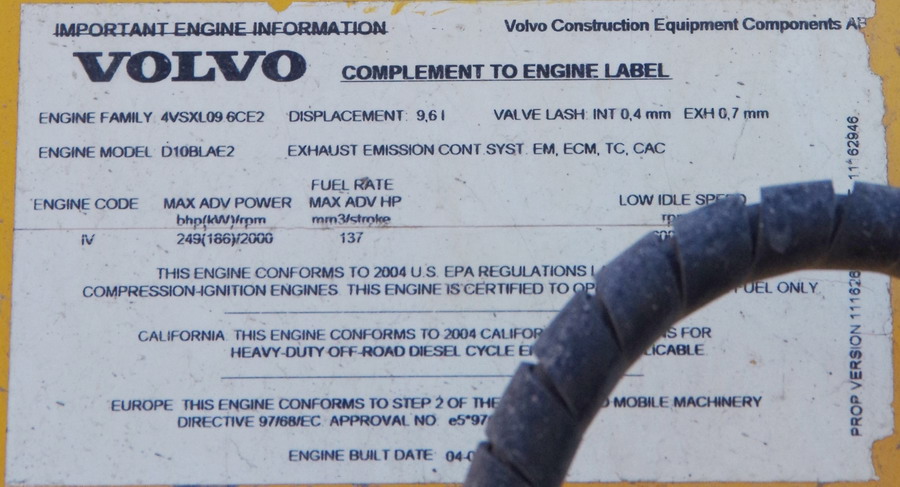 IMPORTANT ENGINE INFORMATION
Volvo Construction Equipment Components AB
VOLVO
COMPLEMENT TO ENGINE LABEL
ENGINE FAMILY 4VSXL09.6CE2 DISPLACEMENT: 9,6 l VALVE LASH: INT 0,4 mm EXH 0,7 mm
ENGINE MODEL D10BLAE2 EXHAUST EMISSION CONT.SYST. EM, ECM, TC, CAC
FUEL RATE
ENGINE CODE MAX ADV POWER MAX ADV HP LOW IDLE
bhp(kW)/rpm mm3/stroke
IV 249(186)/2000 137
THIS ENGINE CONFORMS TO 2004 U.S. EPA REGULATIONS
COMPRESSION-IGNITION ENGINES. THIS ENGINE IS CERTIFIED TO FUEL ONLY.
CALIFORNIA THIS ENGINE CONFORMS TO 2004 FOR
HEAVY-DUTY OFF-ROAD DIESEL CYCLE
EUROPE THIS ENGINE CONFORMS TO STEP 2 OF THE MOBILE MACHINERY
DIRECTIVE 97/68/EC APPROVAL NO
ENGINE BUILT DATE
PROP VERSION